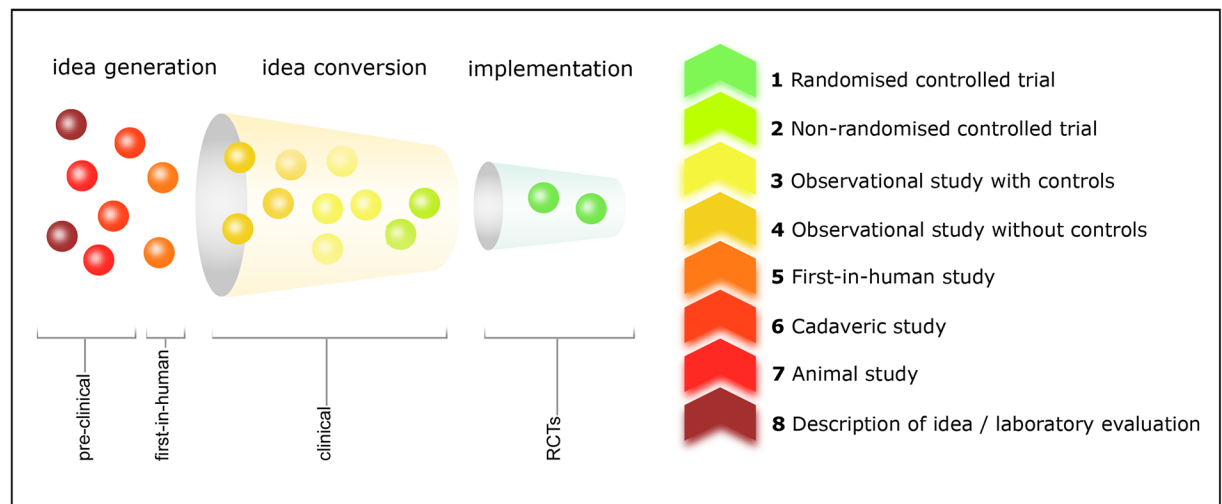 idea generation
idea conversion
implementation
pre-clinical
first-in-human
clinical
RCTs
1 Randomised controlled trial
2 Non-randomised controlled trial
3 Observational study with controls
4 Observational study without controls
5 First-in-human study
6 Cadaveric study
7 Animal study
8 Description of idea / laboratory evaluation